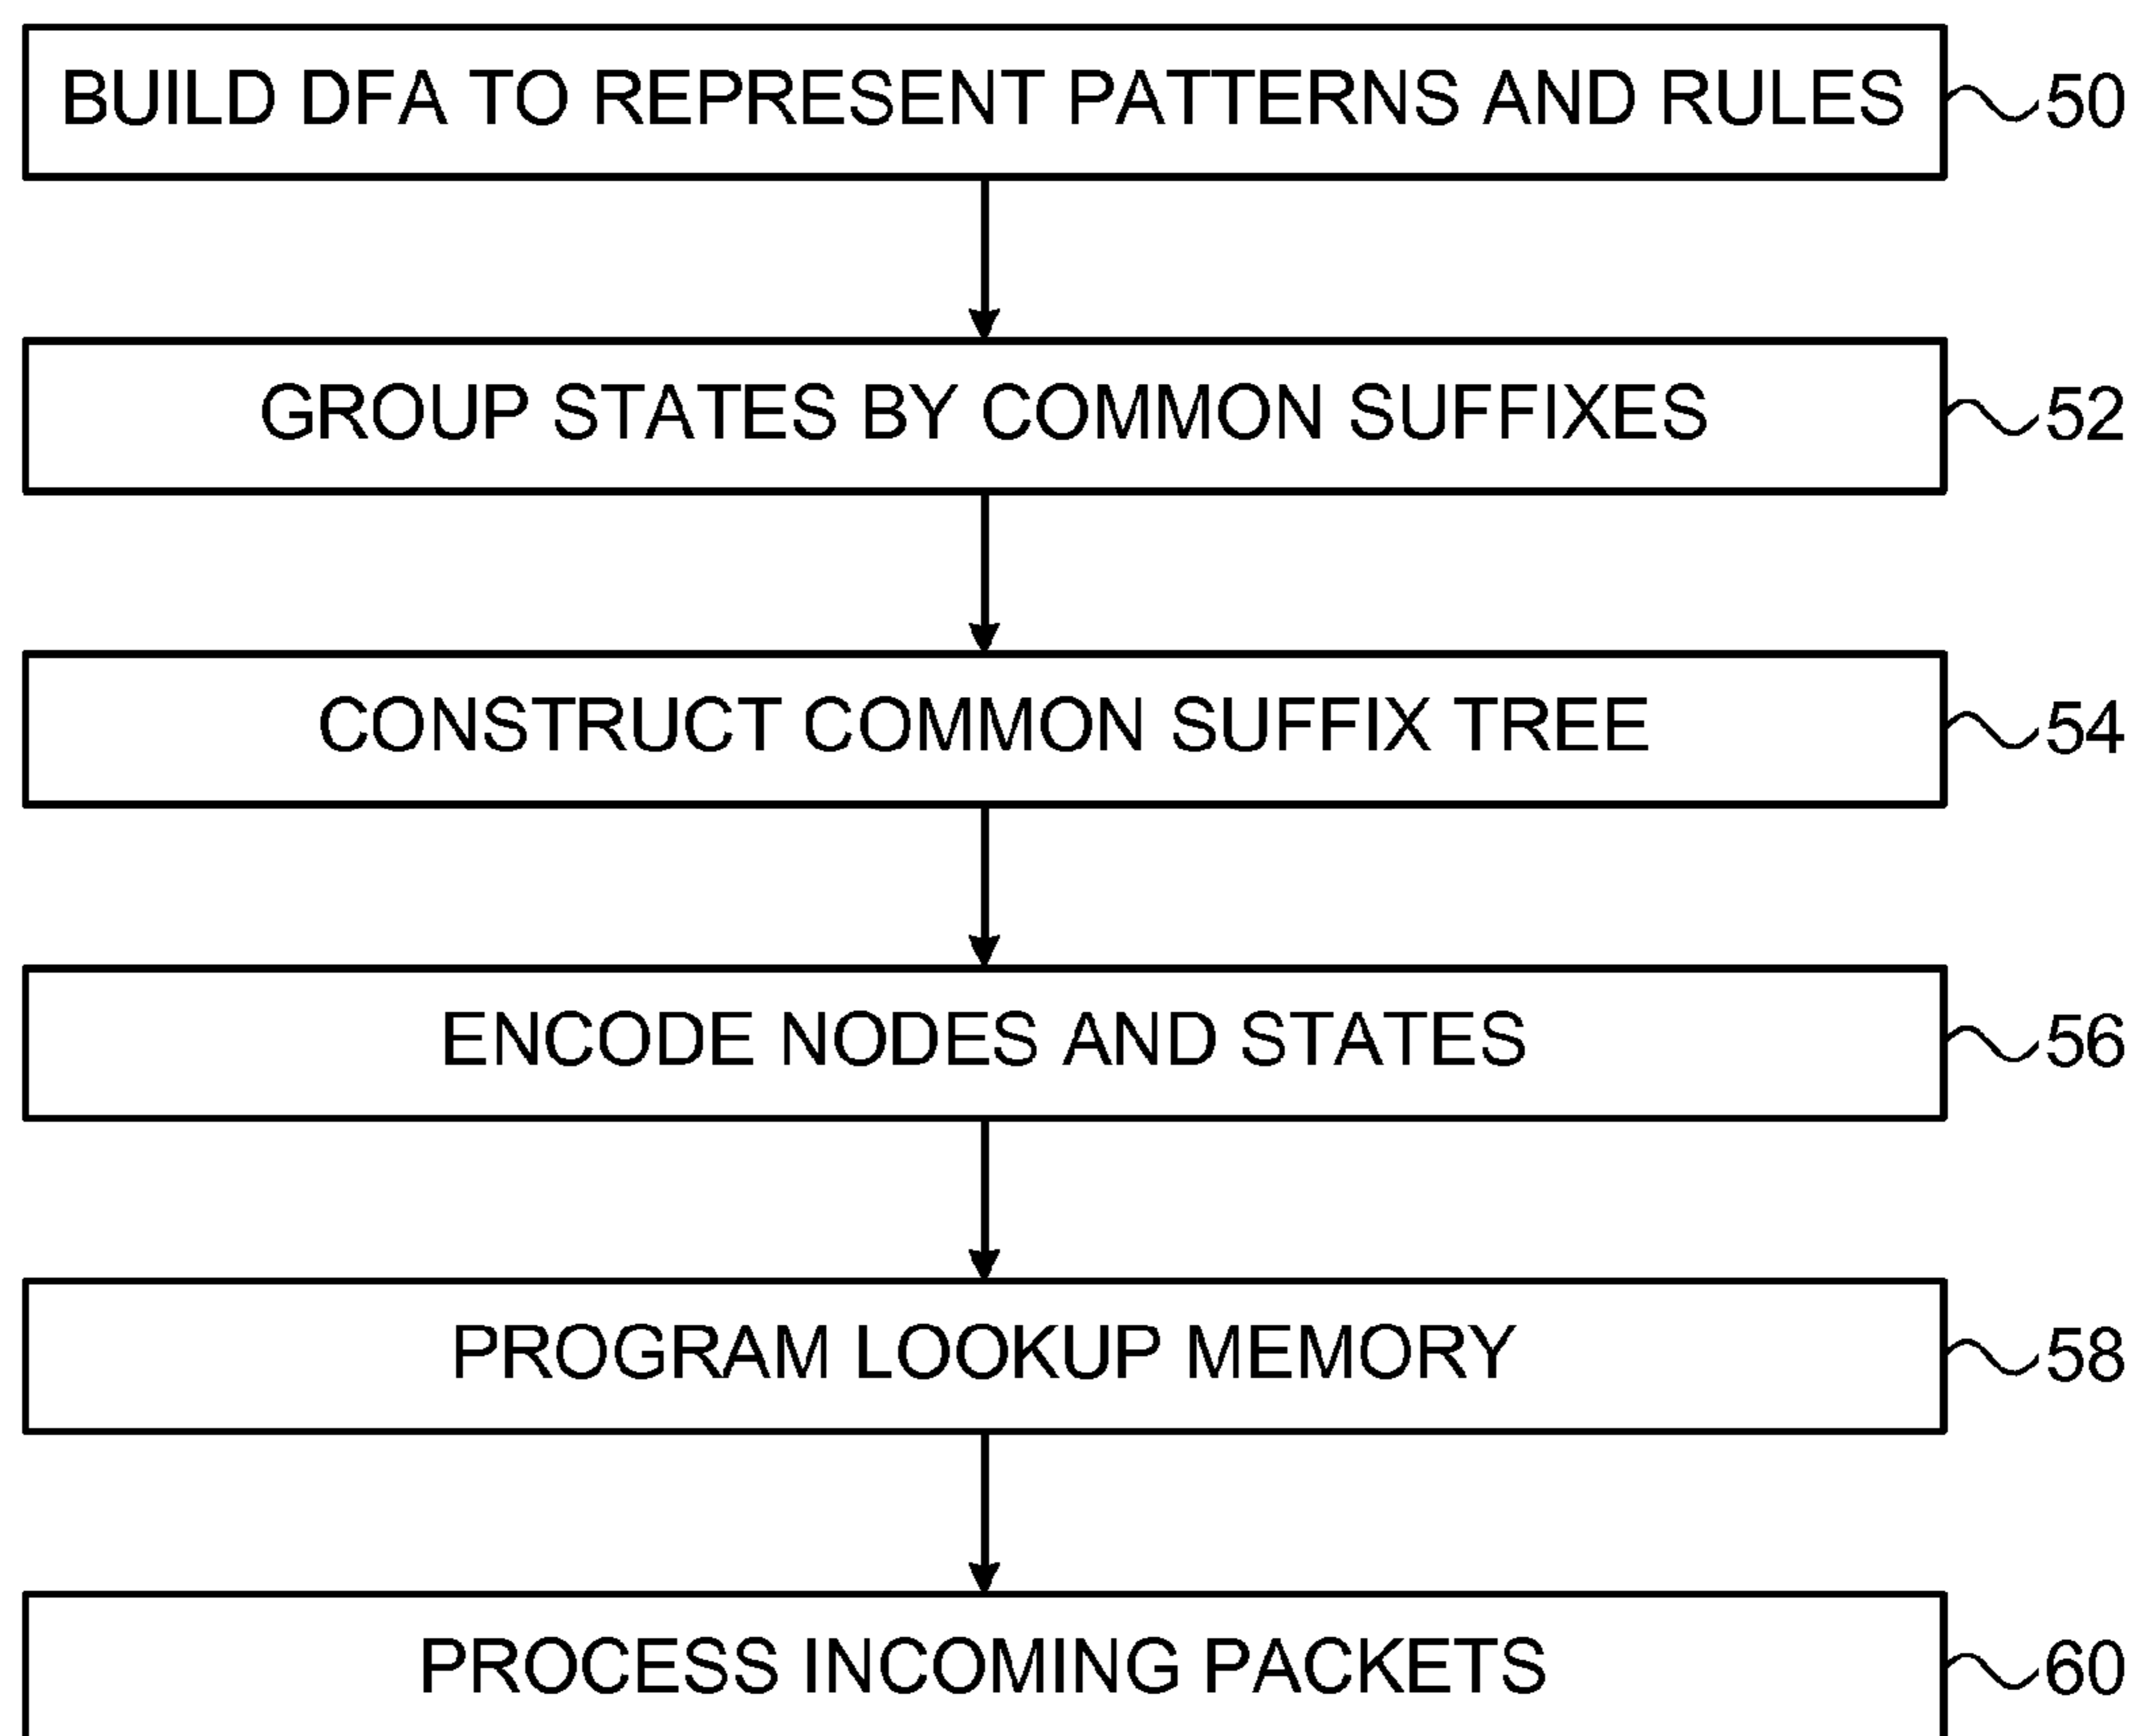 BUILD DFA TO REPRESENT PATTERNS AND RULES 50
GROUP STATES BY COMMON SUFFIXES 52
CONSTRUCT COMMON SUFFIX TREE 54
ENCODE NODES AND STATES 56
PROGRAM LOOKUP MEMORY 58
PROCESS INCOMING PACKETS 60